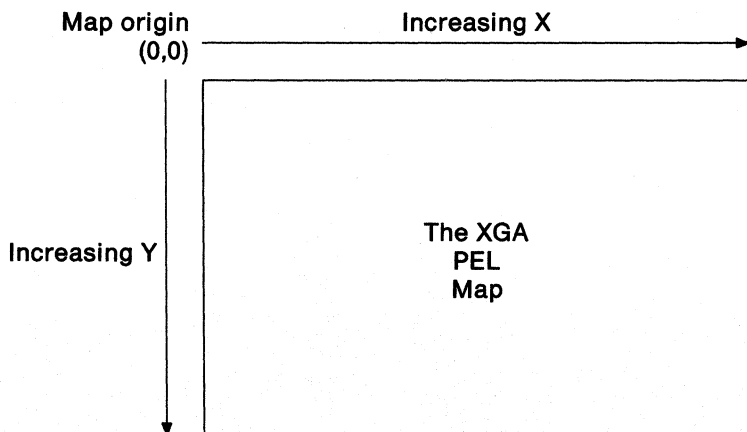 Map origin
(0,0)
Increasing X
Increasing Y
The XGA
PEL
Map